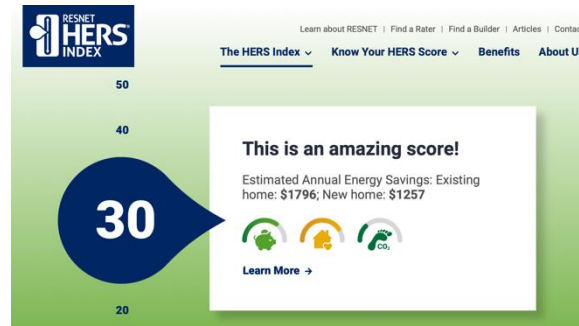 RESNET
HERS
INDEX
Learn about RESNET | Find a Rater | Find a Builder | Articles |
The HERS Index Know Your HERS Score Benefits About
50
40
This is an amazing score!
Estimated Annual Energy Savings: Existing
home: $1796; New home: $1257
30
CO₂
Learn More →
20